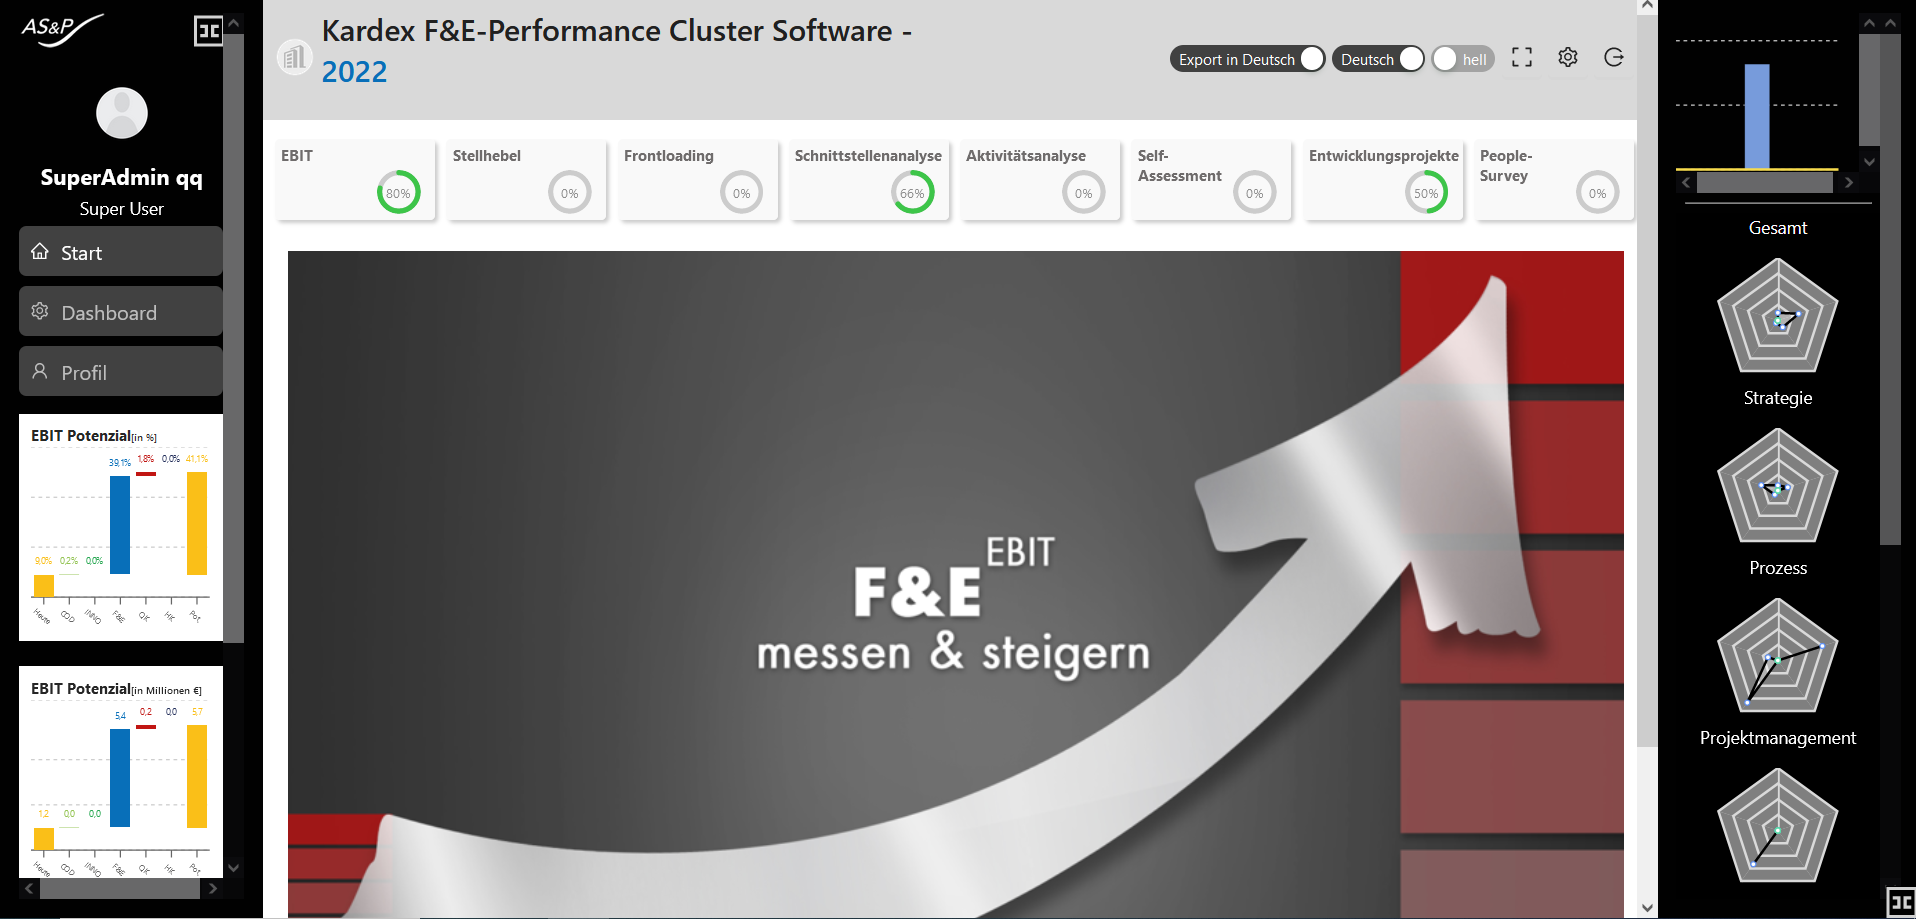 AS&P
SuperAdmin qq
Super User
Start
Dashboard
Profil
EBIT Potenzial[in %]
39,1%
1,8%
0,0%
41,1%
9,0%
0,2%
0,0%
Heute
COD
INNO
F&E
QK
HK
Pot.
EBIT Potenzial[in Millionen €]
5,4
0,2
0,0
5,7
1,2
0,0
0,0
Heute
COD
INNO
F&E
QK
HK
Pot.
Kardex F&E-Performance Cluster Software -
2022
Export in Deutsch
Deutsch
hell
EBIT
80%
Stellhebel
0%
Frontloading
0%
Schnittstellenanalyse
66%
Aktivitätsanalyse
0%
Self-
Assessment
0%
Entwicklungsprojekte
50%
People-
Survey
0%
F&E EBIT
messen & steigern
Gesamt
Strategie
Prozess
Projektmanagement